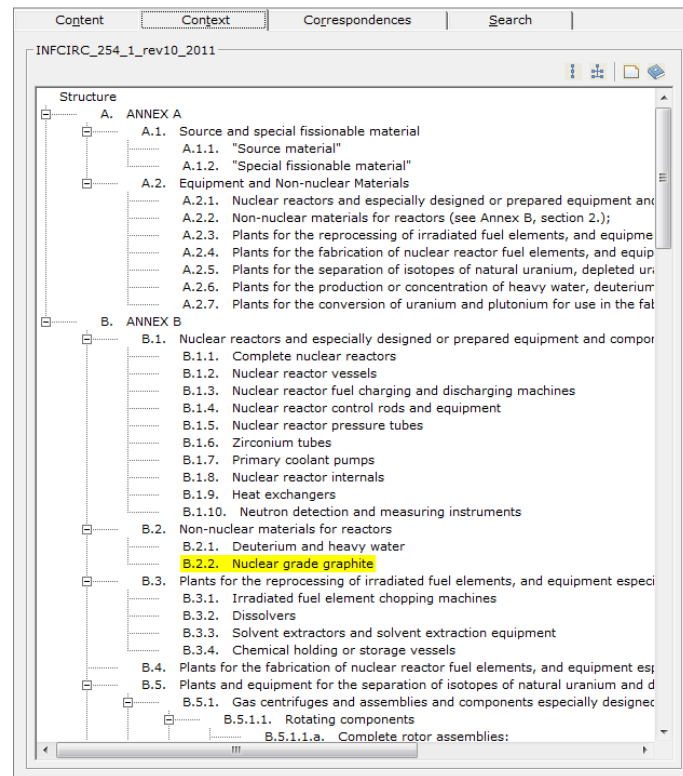 Content Context Correspondences Search
INFCIRC_254_1_rev10_2011
Structure
A. ANNEX A
A.1. Source and special fissionable material
A.1.1. "Source material"
A.1.2. "Special fissionable material"
A.2. Equipment and Non-nuclear Materials
A.2.1. Nuclear reactors and especially designed or prepared equipment and
A.2.2. Non-nuclear materials for reactors (see Annex B, section 2.);
A.2.3. Plants for the reprocessing of irradiated fuel elements, and equipme
A.2.4. Plants for the fabrication of nuclear reactor fuel elements, and equip
A.2.5. Plants for the separation of isotopes of natural uranium, depleted ura
A.2.6. Plants for the production or concentration of heavy water, deuterium
A.2.7. Plants for the conversion of uranium and plutonium for use in the fab
B. ANNEX B
B.1. Nuclear reactors and especially designed or prepared equipment and compor
B.1.1. Complete nuclear reactors
B.1.2. Nuclear reactor vessels
B.1.3. Nuclear reactor fuel charging and discharging machines
B.1.4. Nuclear reactor control rods and equipment
B.1.5. Nuclear reactor pressure tubes
B.1.6. Zirconium tubes
B.1.7. Primary coolant pumps
B.1.8. Nuclear reactor internals
B.1.9. Heat exchangers
B.1.10. Neutron detection and measuring instruments
B.2. Non-nuclear materials for reactors
B.2.1. Deuterium and heavy water
B.2.2. Nuclear grade graphite
B.3. Plants for the reprocessing of irradiated fuel elements, and equipment especi
B.3.1. Irradiated fuel element chopping machines
B.3.2. Dissolvers
B.3.3. Solvent extractors and solvent extraction equipment
B.3.4. Chemical holding or storage vessels
B.4. Plants for the fabrication of nuclear reactor fuel elements, and equipment esp
B.5. Plants and equipment for the separation of isotopes of natural uranium and d
B.5.1. Gas centrifuges and assemblies and components especially designed
B.5.1.1. Rotating components
B.5.1.1.a. Complete rotor assemblies: